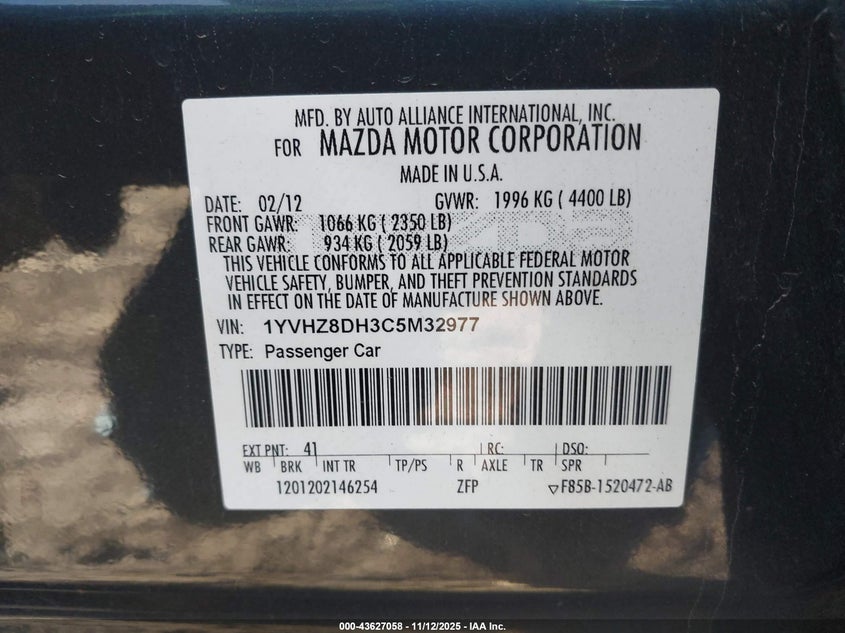 MFD. BY AUTO ALLIANCE INTERNATIONAL, INC.
FOR MAZDA MOTOR CORPORATION
MADE IN U.S.A.
DATE: 02/12 GVWR: 1996 KG ( 4400 LB)
FRONT GAWR: 1066 KG ( 2350 LB)
REAR GAWR: 934 KG ( 2059 LB)
THIS VEHICLE CONFORMS TO ALL APPLICABLE FEDERAL MOTOR
VEHICLE SAFETY, BUMPER, AND THEFT PREVENTION STANDARDS
IN EFFECT ON THE DATE OF MANUFACTURE SHOWN ABOVE.
VIN: 1YVHZ8DH3C5M32977
TYPE: Passenger Car
EXT PNT: 41 RC: DSO:
WB BRK INT TR TP/PS R AXLE TR SPR
1201202146254 ZFP F85B-1520472-AB
000-43627058 - 11/12/2025 - IAA Inc.